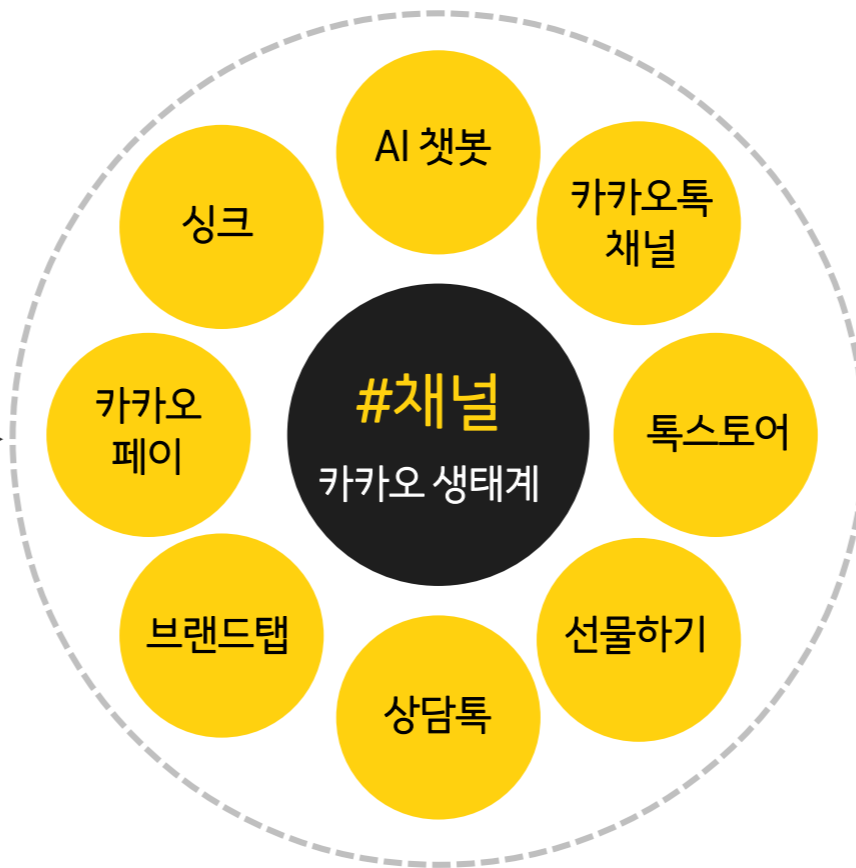 AI 챗봇
싱크
카카오톡
채널
#채널
카카오 생태계
카카오
페이
톡스토어
브랜드탭
선물하기
상담톡